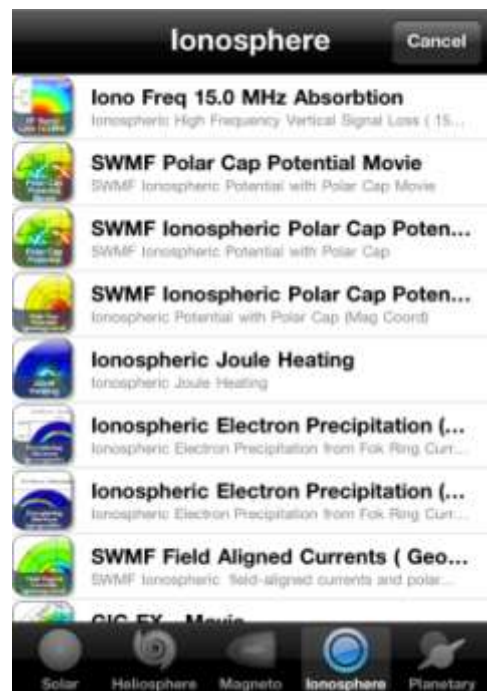 Ionosphere
Cancel
Iono Freq 15.0 MHz Absorbtion
Ionospheric High Frequency Vertical Signal Loss ( 15...
SWMF Polar Cap Potential Movie
SWMF Ionospheric Potential with Polar Cap Movie
SWMF Ionospheric Polar Cap Poten...
SWMF Ionospheric Potential with Polar Cap
SWMF Ionospheric Polar Cap Poten...
Ionospheric Potential with Polar Cap (Mag Coord)
Ionospheric Joule Heating
Ionospheric Joule Heating
Ionospheric Electron Precipitation (...
Ionospheric Electron Precipitation from Fok Ring Curr...
Ionospheric Electron Precipitation (...
Ionospheric Electron Precipitation from Fok Ring Curr...
SWMF Field Aligned Currents ( Geo...
SWMF Ionospheric field-aligned currents and polar...
Solar
Heliosphere
Magneto
Ionosphere
Planetary